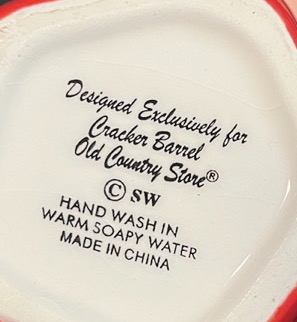 Designed Exclusively for
Cracker Barrel
Old Country Store®
© SW
HAND WASH IN
WARM SOAPY WATER
MADE IN CHINA